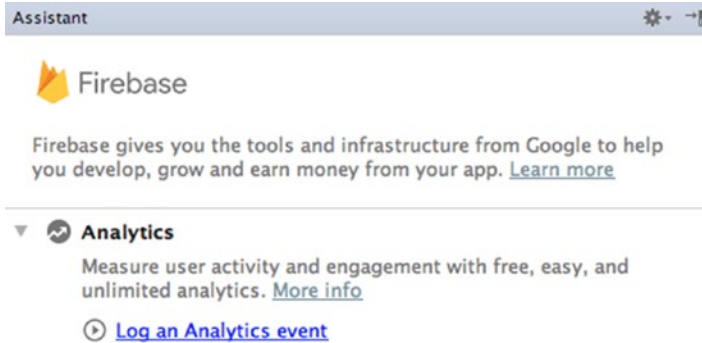 Assistant
Firebase
Firebase gives you the tools and infrastructure from Google to help
you develop, grow and earn money from your app. Learn more
Analytics
Measure user activity and engagement with free, easy, and
unlimited analytics. More info
Log an Analytics event